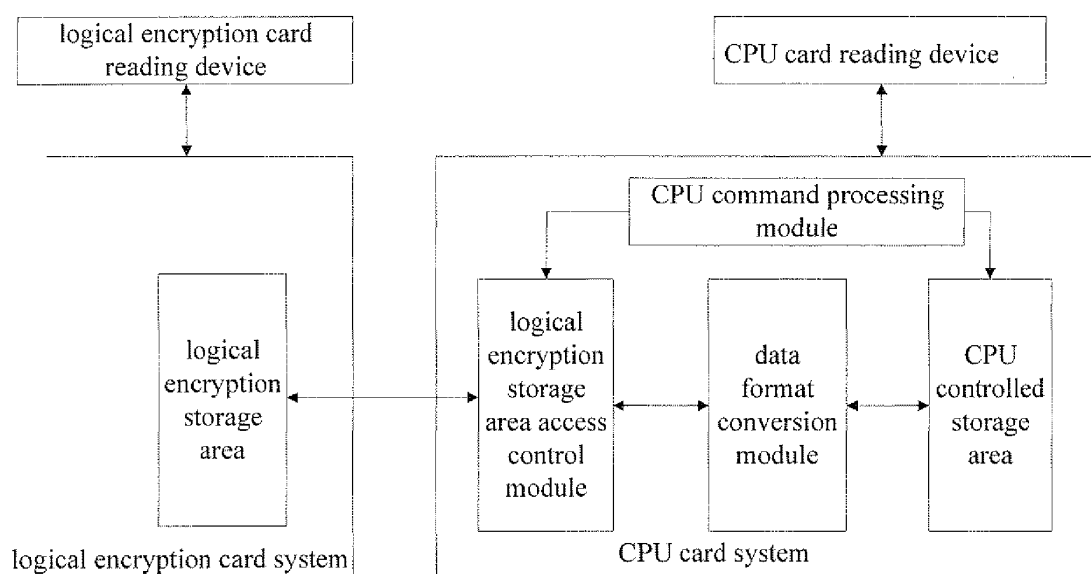 logical encryption card
reading device
CPU card reading device
CPU command processing
module
logical
encryption
storage
area
logical
encryption
storage
area access
control
module
data
format
conversion
module
CPU
controlled
storage
area
logical encryption card system
CPU card system